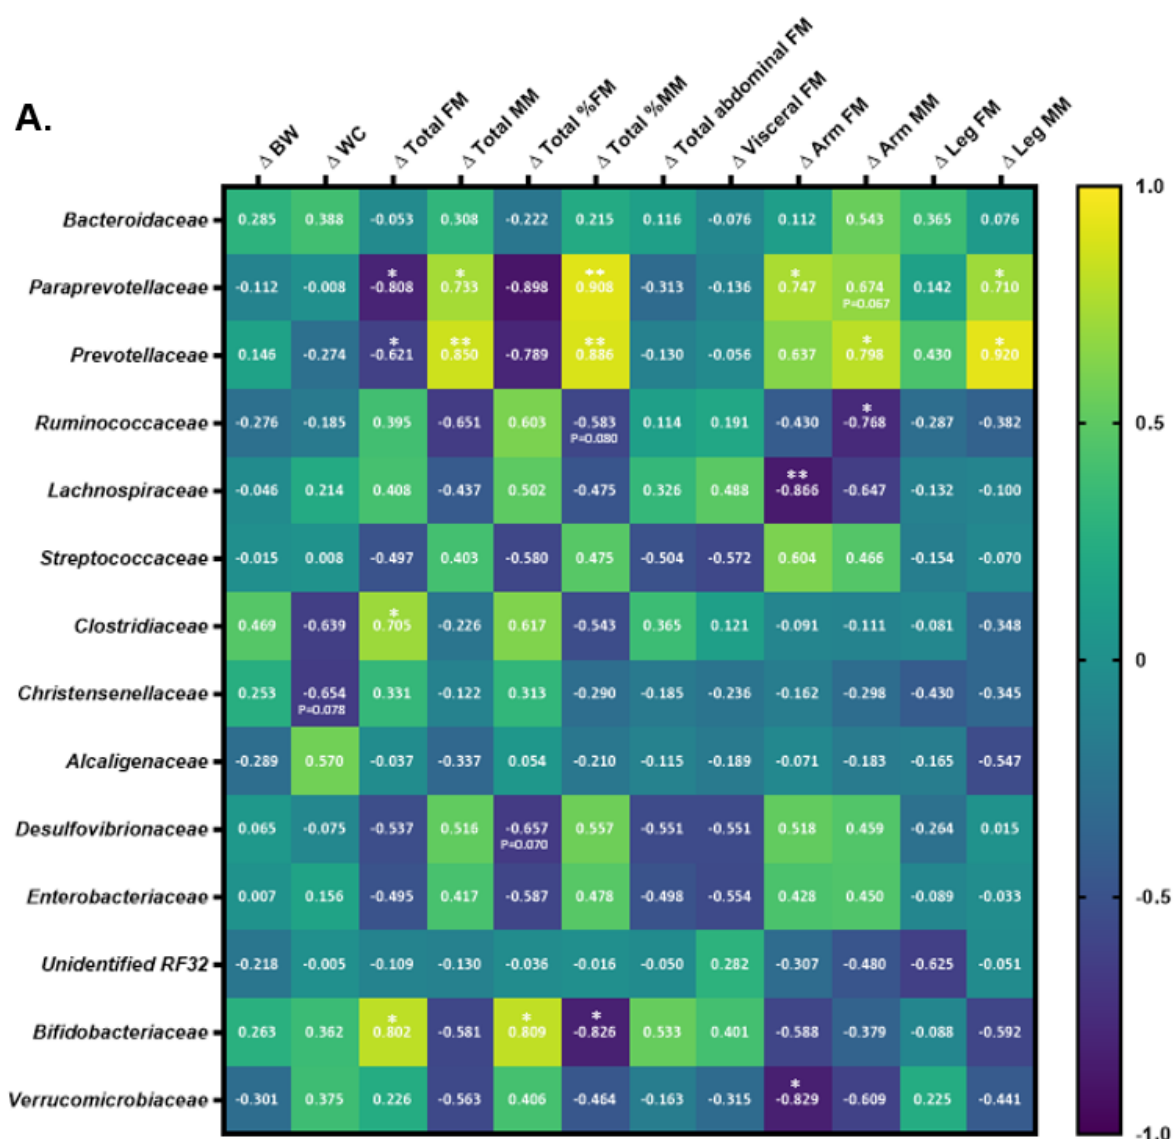 A.
Δ BW
Δ WC
Δ Total FM
Δ Total MM
Δ Total %FM
Δ Total %MM
Δ Total abdominal FM
Δ Visceral FM
Δ Arm FM
Δ Arm MM
Δ Leg FM
Δ Leg MM
Bacteroidaceae 0.285 0.388 -0.053 0.308 -0.222 0.215 0.116 -0.076 0.112 0.543 0.365 0.076
* * ** * *
Paraprevotellaceae -0.112 -0.008 -0.808 0.733 -0.898 0.908 -0.313 -0.136 0.747 0.674 0.142 0.710
P=0.067
* ** ** * *
Prevotellaceae 0.146 -0.274 -0.621 0.850 -0.789 0.886 -0.130 -0.056 0.637 0.798 0.430 0.920
*
Ruminococcaceae -0.276 -0.185 0.395 -0.651 0.603 -0.583 0.114 0.191 -0.430 -0.768 -0.287 -0.382
P=0.080
**
Lachnospiraceae -0.046 0.214 0.408 -0.437 0.502 -0.475 0.326 0.488 -0.866 -0.647 -0.132 -0.100
Streptococcaceae -0.015 0.008 -0.497 0.403 -0.580 0.475 -0.504 -0.572 0.604 0.466 -0.154 -0.070
*
Clostridiaceae 0.469 -0.639 0.705 -0.226 0.617 -0.543 0.365 0.121 -0.091 -0.111 -0.081 -0.348
Christensenellaceae 0.253 -0.654 0.331 -0.122 0.313 -0.290 -0.185 -0.236 -0.162 -0.298 -0.430 -0.345
P=0.078
Alcaligenaceae -0.289 0.570 -0.037 -0.337 0.054 -0.210 -0.115 -0.189 -0.071 -0.183 -0.165 -0.547
Desulfovibrionaceae 0.065 -0.075 -0.537 0.516 -0.657 0.557 -0.551 -0.551 0.518 0.459 -0.264 0.015
P=0.070
Enterobacteriaceae 0.007 0.156 -0.495 0.417 -0.587 0.478 -0.498 -0.554 0.428 0.450 -0.089 -0.033
Unidentified RF32 -0.218 -0.005 -0.109 -0.130 -0.036 -0.016 -0.050 0.282 -0.307 -0.480 -0.625 -0.051
* * *
Bifidobacteriaceae 0.263 0.362 0.802 -0.581 0.809 -0.826 0.533 0.401 -0.588 -0.379 -0.088 -0.592
*
Verrucomicrobiaceae -0.301 0.375 0.226 -0.563 0.406 -0.464 -0.163 -0.315 -0.829 -0.609 0.225 -0.441
1.0
0.5
0
-0.5
-1.0